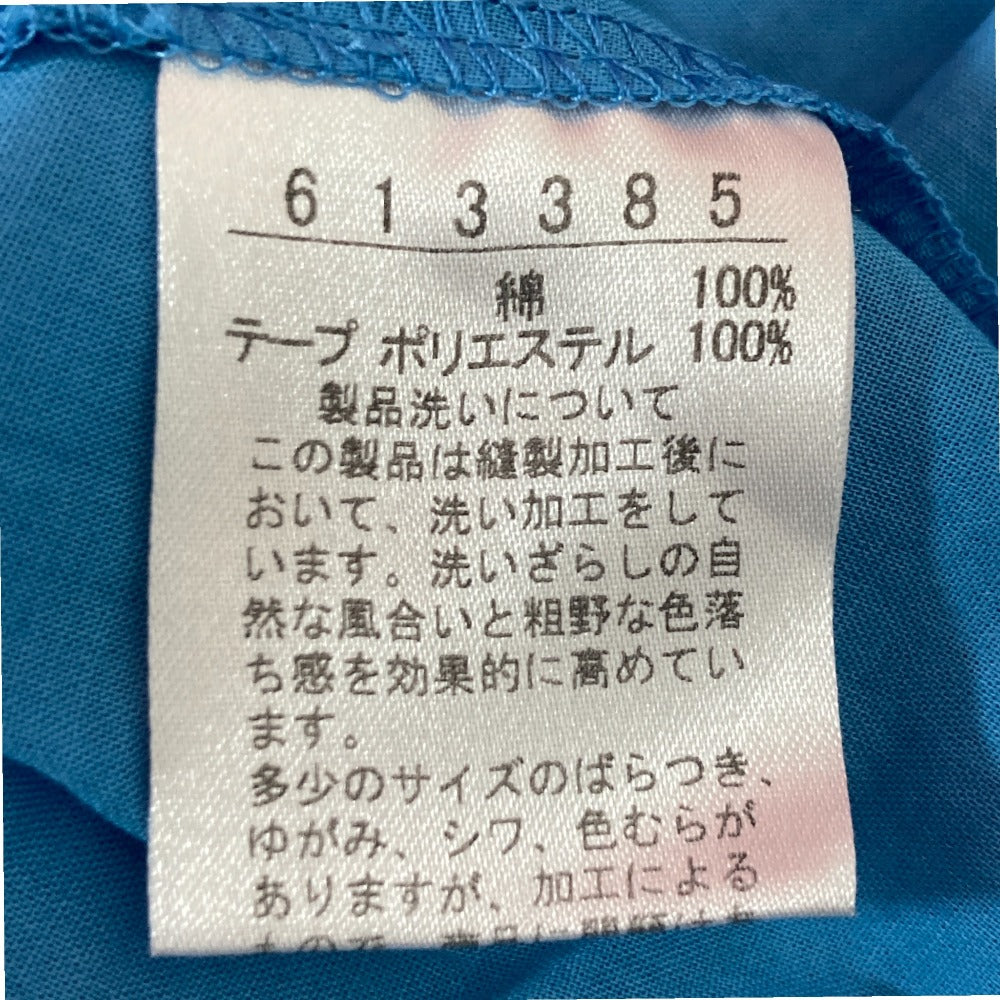 613385
綿 100%
テープ ポリエステル 100%
製品洗いについて
この製品は縫製加工後に
おいて、洗い加工をして
います。洗いざらしの自
然な風合いと粗野な色落
ち感を効果的に高めてい
ます。
多少のサイズのばらつき、
ゆがみ、シワ、色むらが
ありますが、加工による